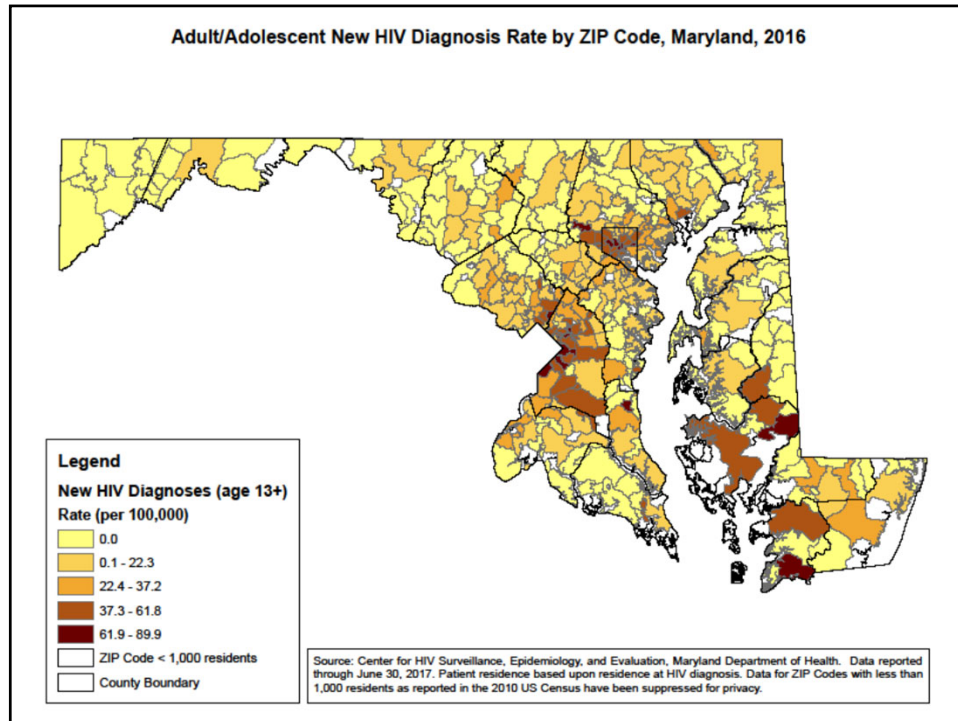 Adult/Adolescent New HIV Diagnosis Rate by ZIP Code, Maryland, 2016
Legend
New HIV Diagnoses (age 13+)
Rate (per 100,000)
0.0
0.1 - 22.3
22.4 - 37.2
37.3 - 61.8
61.9 - 89.9
ZIP Code < 1,000 residents
County Boundary
Source: Center for HIV Surveillance, Epidemiology, and Evaluation, Maryland Department of Health. Data reported
through June 30, 2017. Patient residence based upon residence at HIV diagnosis. Data for ZIP Codes with less than
1,000 residents as reported in the 2010 US Census have been suppressed for privacy.